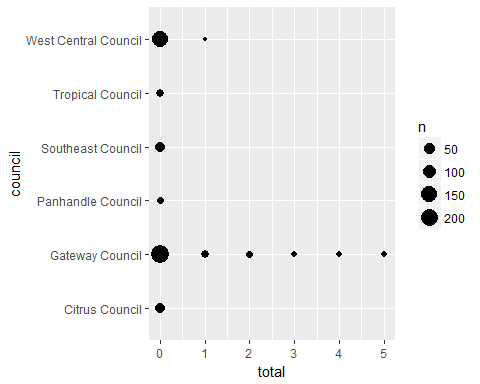 West Central Council
Tropical Council
Southeast Council
Panhandle Council
Gateway Council
Citrus Council
council
0 1 2 3 4 5
total
n
50
100
150
200